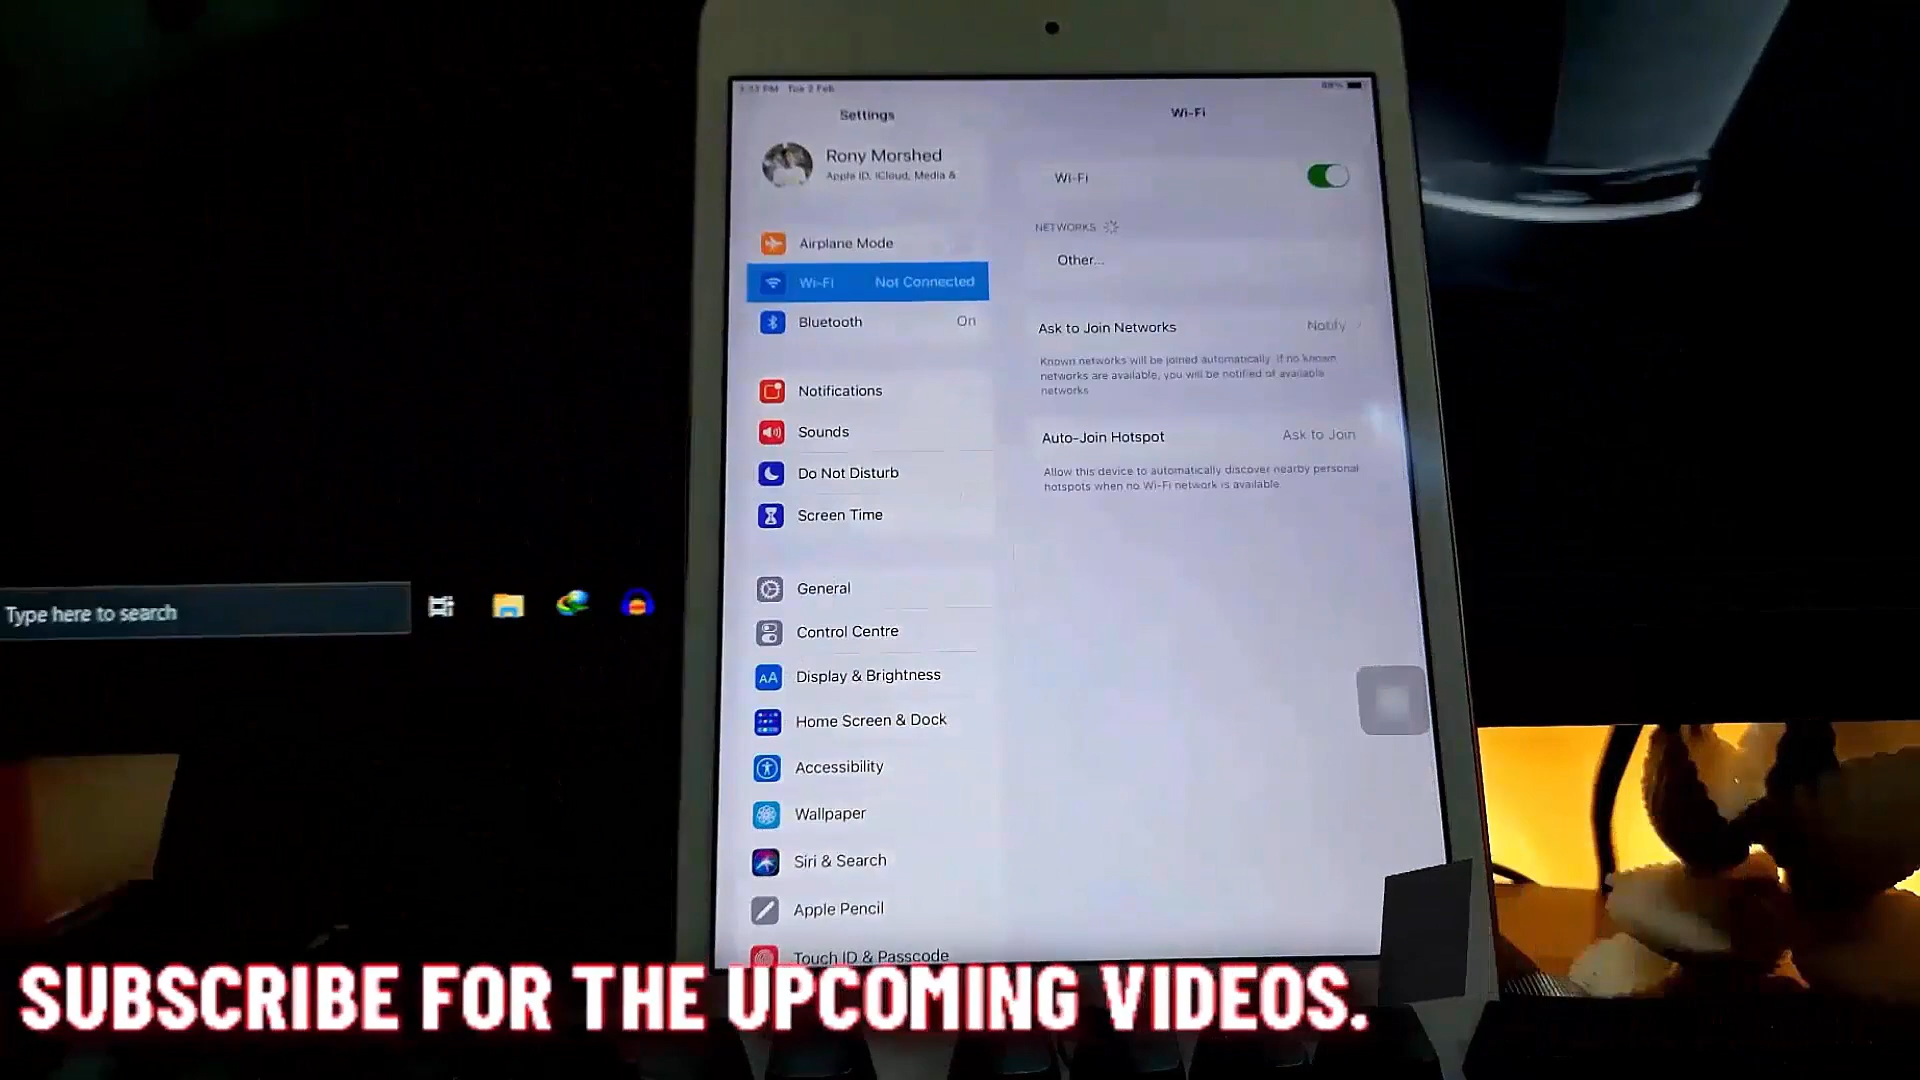 Tue 2 Feb
Settings
Wi-Fi
Rony Morshed
Apple ID, iCloud, Media &
Airplane Mode
Wi-Fi Not Connected
Bluetooth On
Notifications
Sounds
Do Not Disturb
Screen Time
General
Control Centre
AA Display & Brightness
Home Screen & Dock
Accessibility
Wallpaper
Siri & Search
Apple Pencil
Touch ID & Passcode
Wi-Fi
NETWORKS
Other...
Ask to Join Networks Notify
Known networks will be joined automatically. If no known
networks are available, you will be notified of available
networks
Auto-Join Hotspot Ask to Join
Allow this device to automatically discover nearby personal
hotspots when no Wi-Fi network is available.
Type here to search
SUBSCRIBE FOR THE UPCOMING VIDEOS.